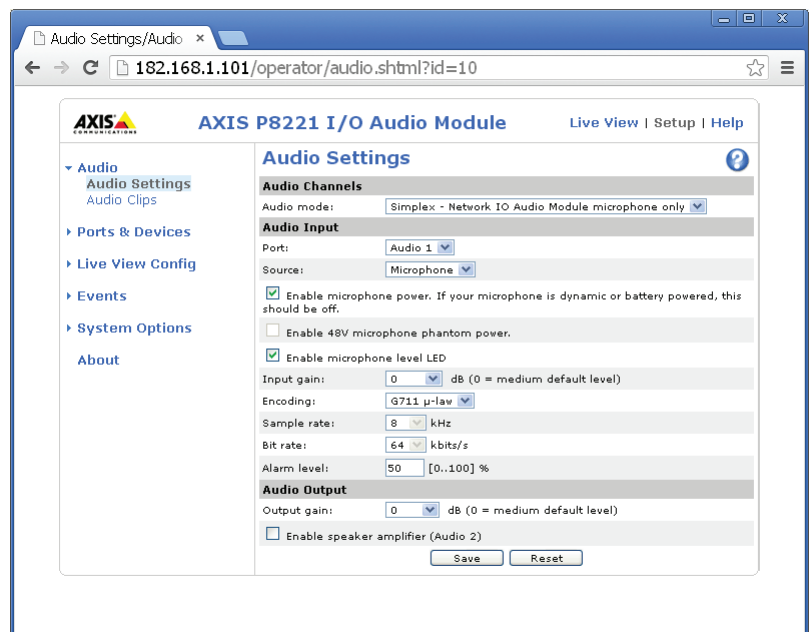 Audio Settings/Audio
182.168.1.101/operator/audio.shtml?id=10
AXIS
COMMUNICATIONS
AXIS P8221 I/O Audio Module
Live View | Setup | Help
Audio
Audio Settings
Audio Clips
Ports & Devices
Live View Config
Events
System Options
About
Audio Settings
Audio Channels
Audio mode: Simplex - Network IO Audio Module microphone only
Audio Input
Port: Audio 1
Source: Microphone
Enable microphone power. If your microphone is dynamic or battery powered, this
should be off.
Enable 48V microphone phantom power.
Enable microphone level LED
Input gain: 0 dB (0 = medium default level)
Encoding: G711 µ-law
Sample rate: 8 kHz
Bit rate: 64 kbits/s
Alarm level: 50 [0..100] %
Audio Output
Output gain: 0 dB (0 = medium default level)
Enable speaker amplifier (Audio 2)
Save Reset